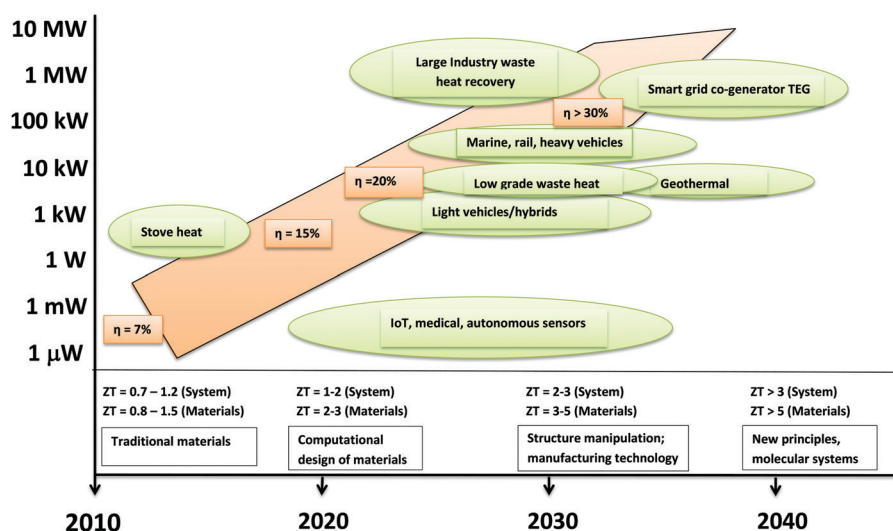 10 MW
1 MW
100 kW
10 kW
1 kW
1 W
1 mW
1 µW
Large Industry waste
heat recovery
Smart grid co-generator TEG
η > 30%
Marine, rail, heavy vehicles
η =20%
Low grade waste heat
Geothermal
Light vehicles/hybrids
Stove heat
η = 15%
IoT, medical, autonomous sensors
η = 7%
ZT = 0.7 – 1.2 (System)
ZT = 0.8 – 1.5 (Materials)
Traditional materials
ZT = 1-2 (System)
ZT = 2-3 (Materials)
Computational
design of materials
ZT = 2-3 (System)
ZT = 3-5 (Materials)
Structure manipulation;
manufacturing technology
ZT > 3 (System)
ZT > 5 (Materials)
New principles,
molecular systems
2010
2020
2030
2040